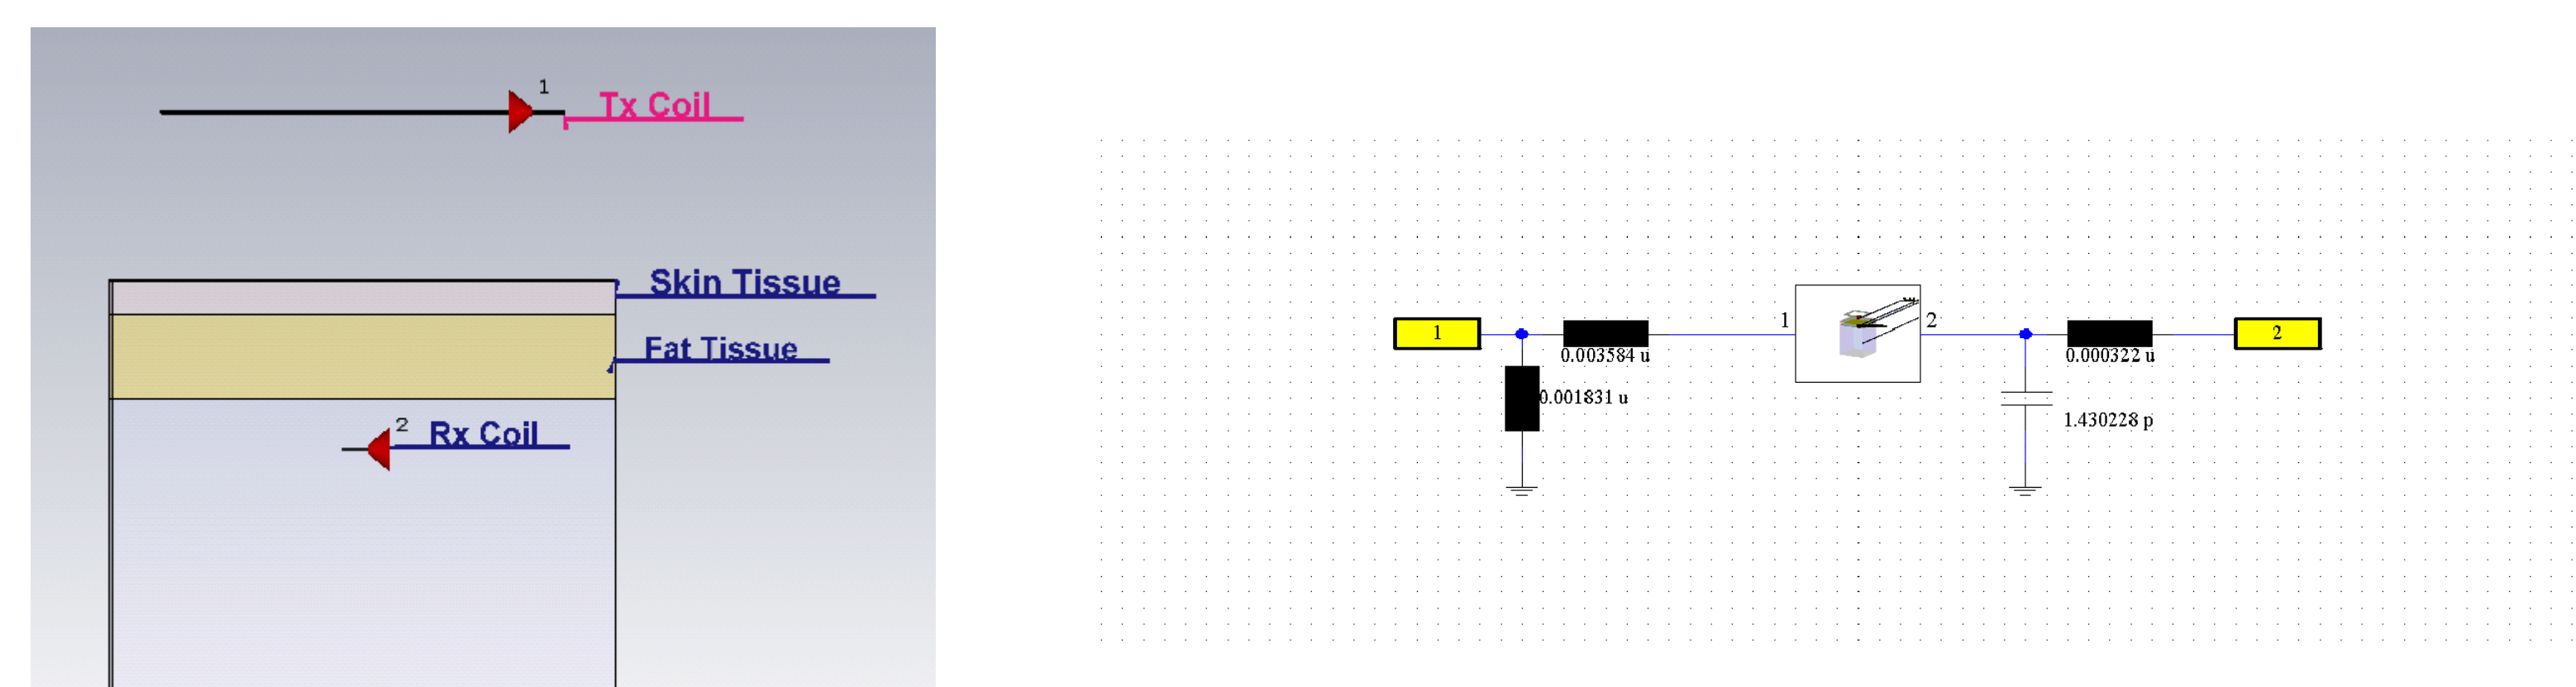 1
Tx Coil
Skin Tissue
Fat Tissue
2
Rx Coil
1
0.003584 u
0.001831 u
1
2
0.000322 u
1.430228 p
2